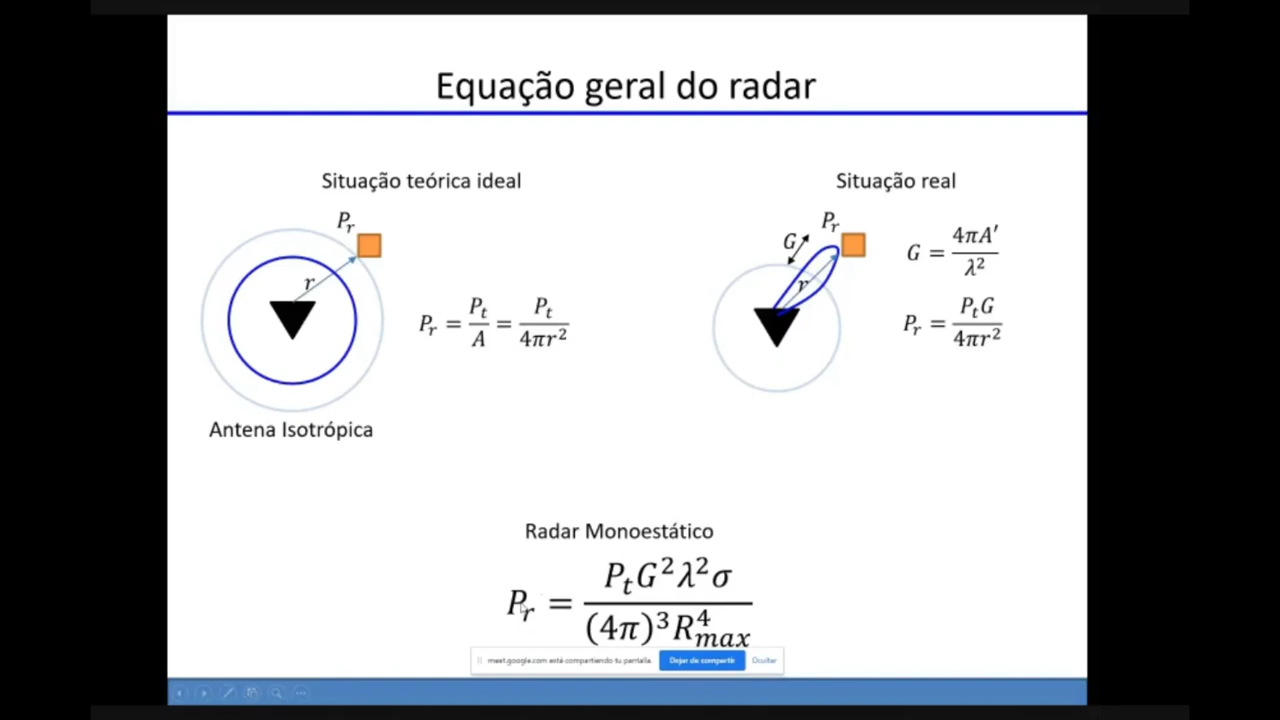 Equação geral do radar
Situação teórica ideal
P_r
r
P_r = P_t/A = P_t/4πr²
Antena Isotrópica
Situação real
P_r
G
r
G = 4πA′/λ²
P_r = P_tG/4πr²
Radar Monoestático
P_r = P_tG²λ²σ/(4π)³R⁴_max
meet.google.com está compartiendo tu pantalla.
Dejar de compartir
Ocultar